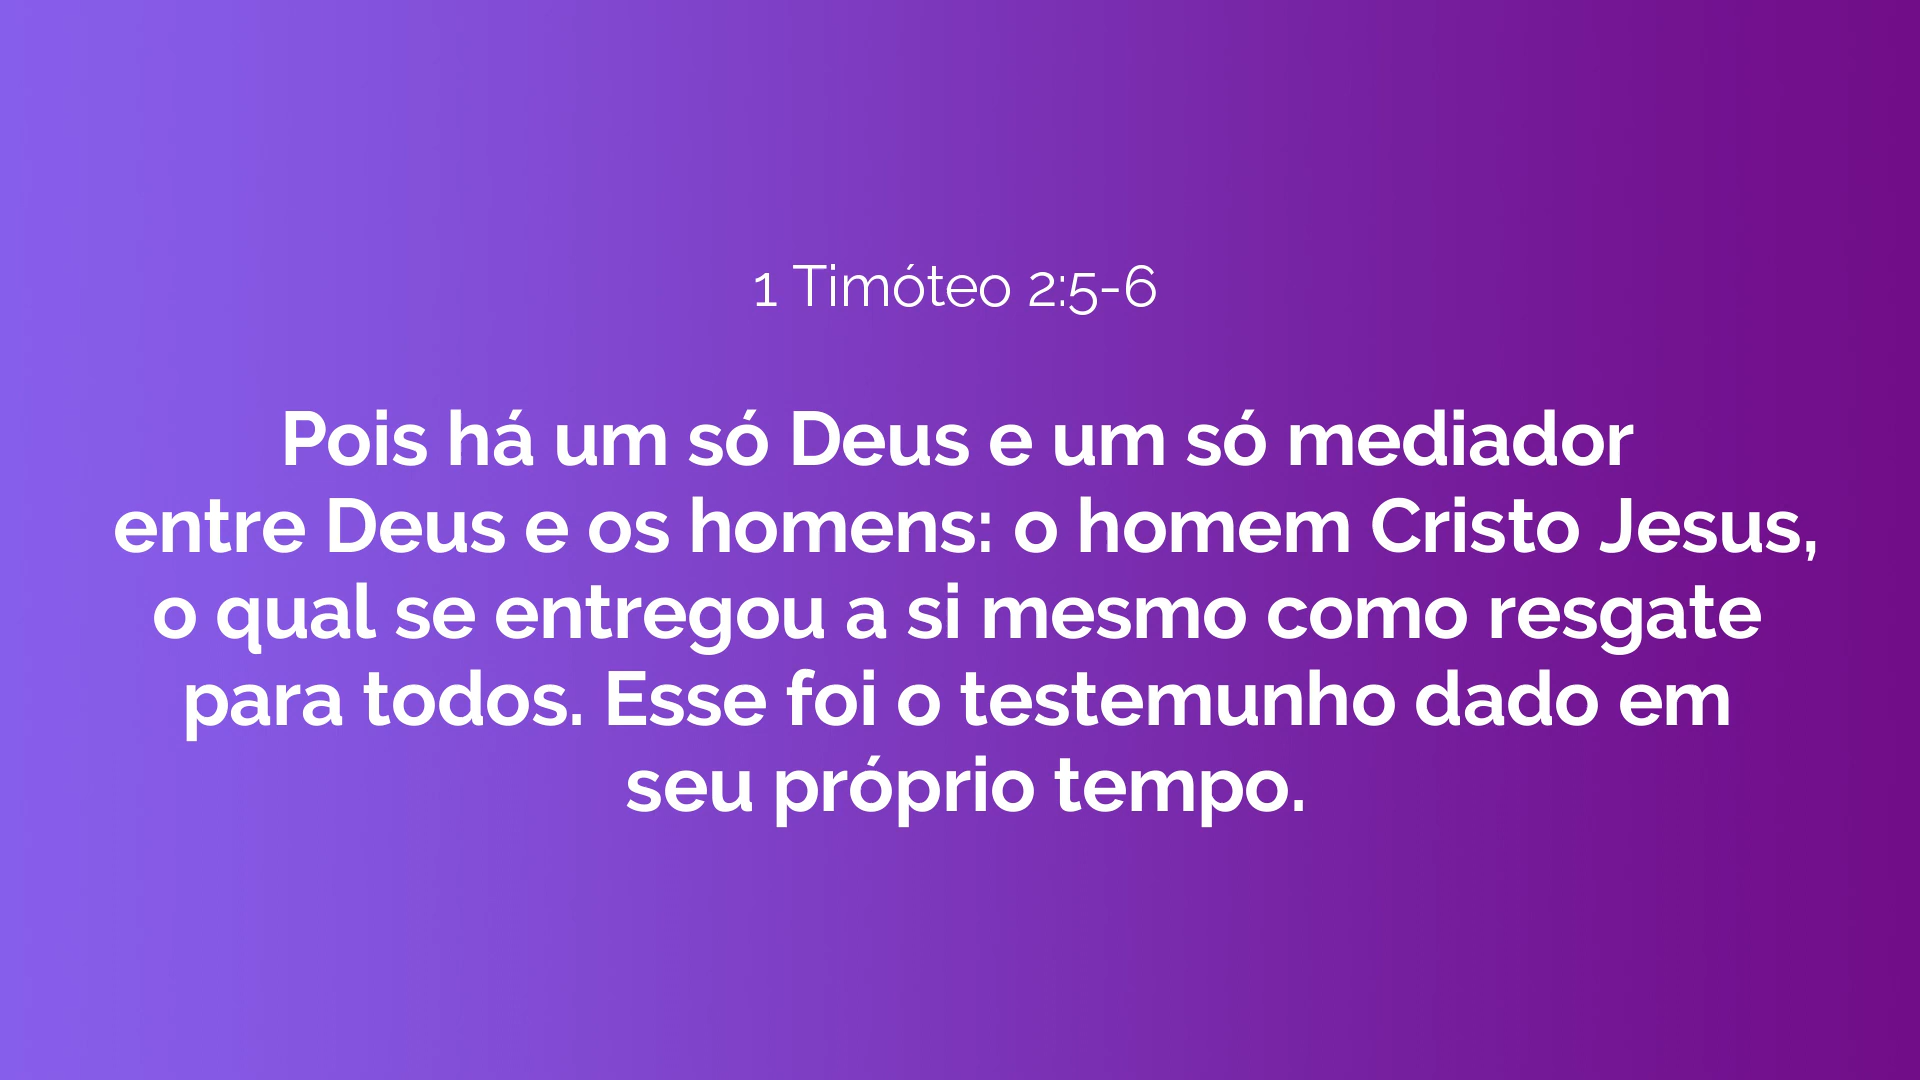 1 Timóteo 2:5-6
Pois há um só Deus e um só mediador
entre Deus e os homens: o homem Cristo Jesus,
o qual se entregou a si mesmo como resgate
para todos. Esse foi o testemunho dado em
seu próprio tempo.